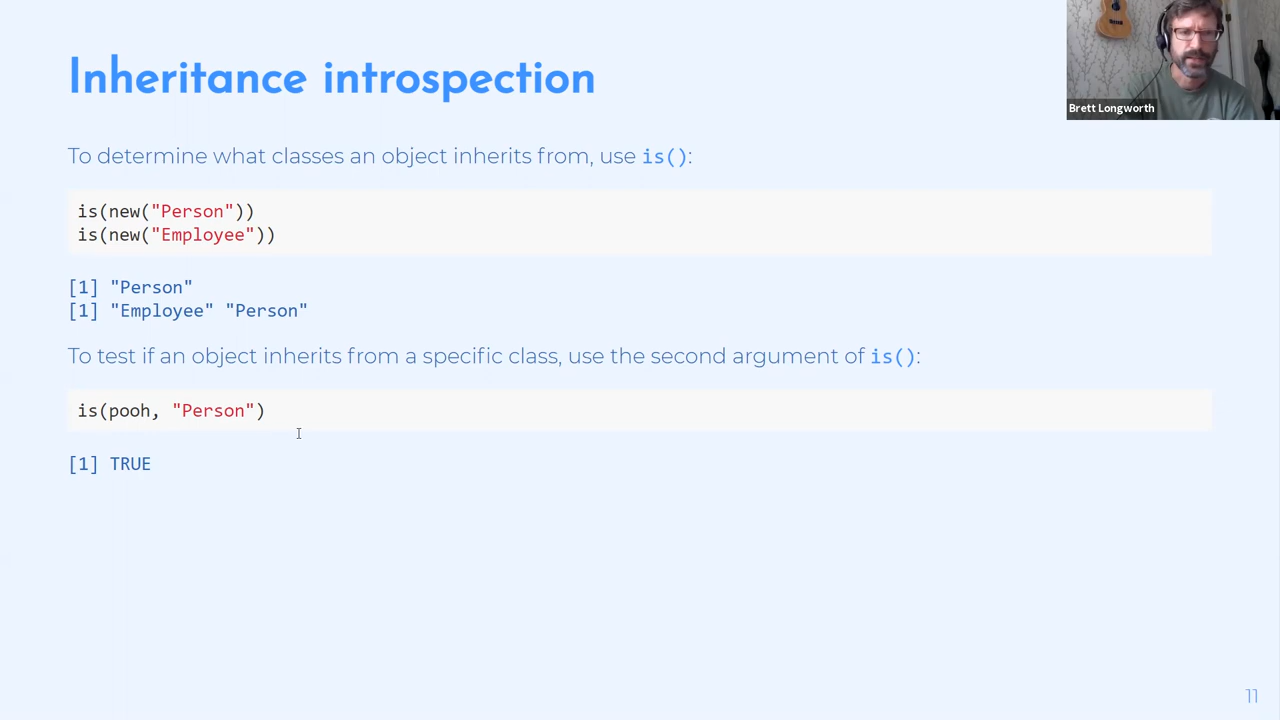 Inheritance introspection
Brett Longworth
To determine what classes an object inherits from, use is():
is(new("Person"))
is(new("Employee"))
[1] "Person"
[1] "Employee" "Person"
To test if an object inherits from a specific class, use the second argument of is():
is(pooh, "Person")
[1] TRUE
11